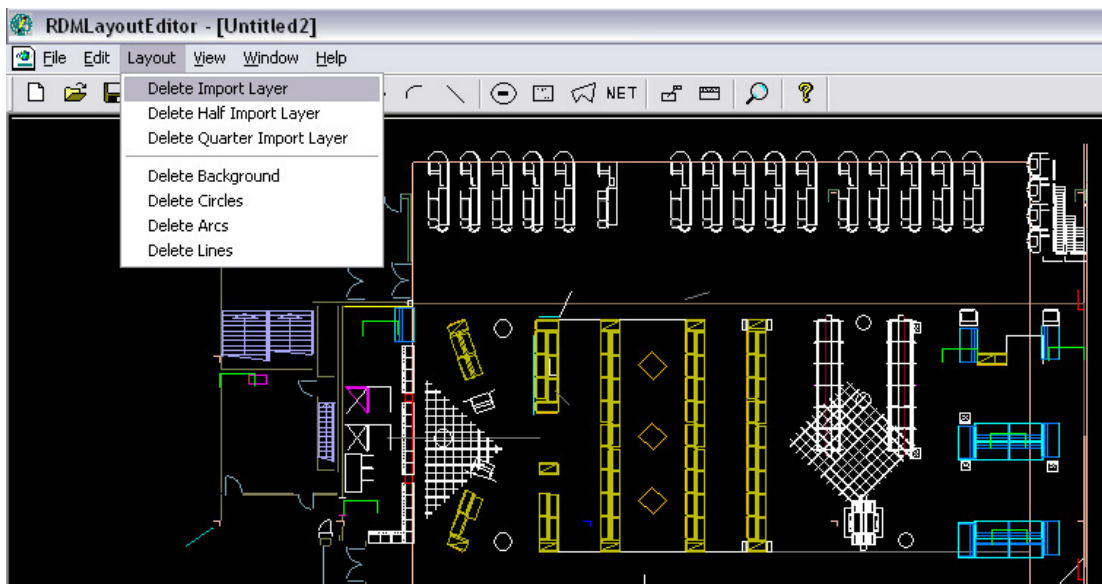 RDMLayoutEditor - [Untitled2]
File Edit Layout View Window Help
NET
Delete Import Layer
Delete Half Import Layer
Delete Quarter Import Layer
Delete Background
Delete Circles
Delete Arcs
Delete Lines